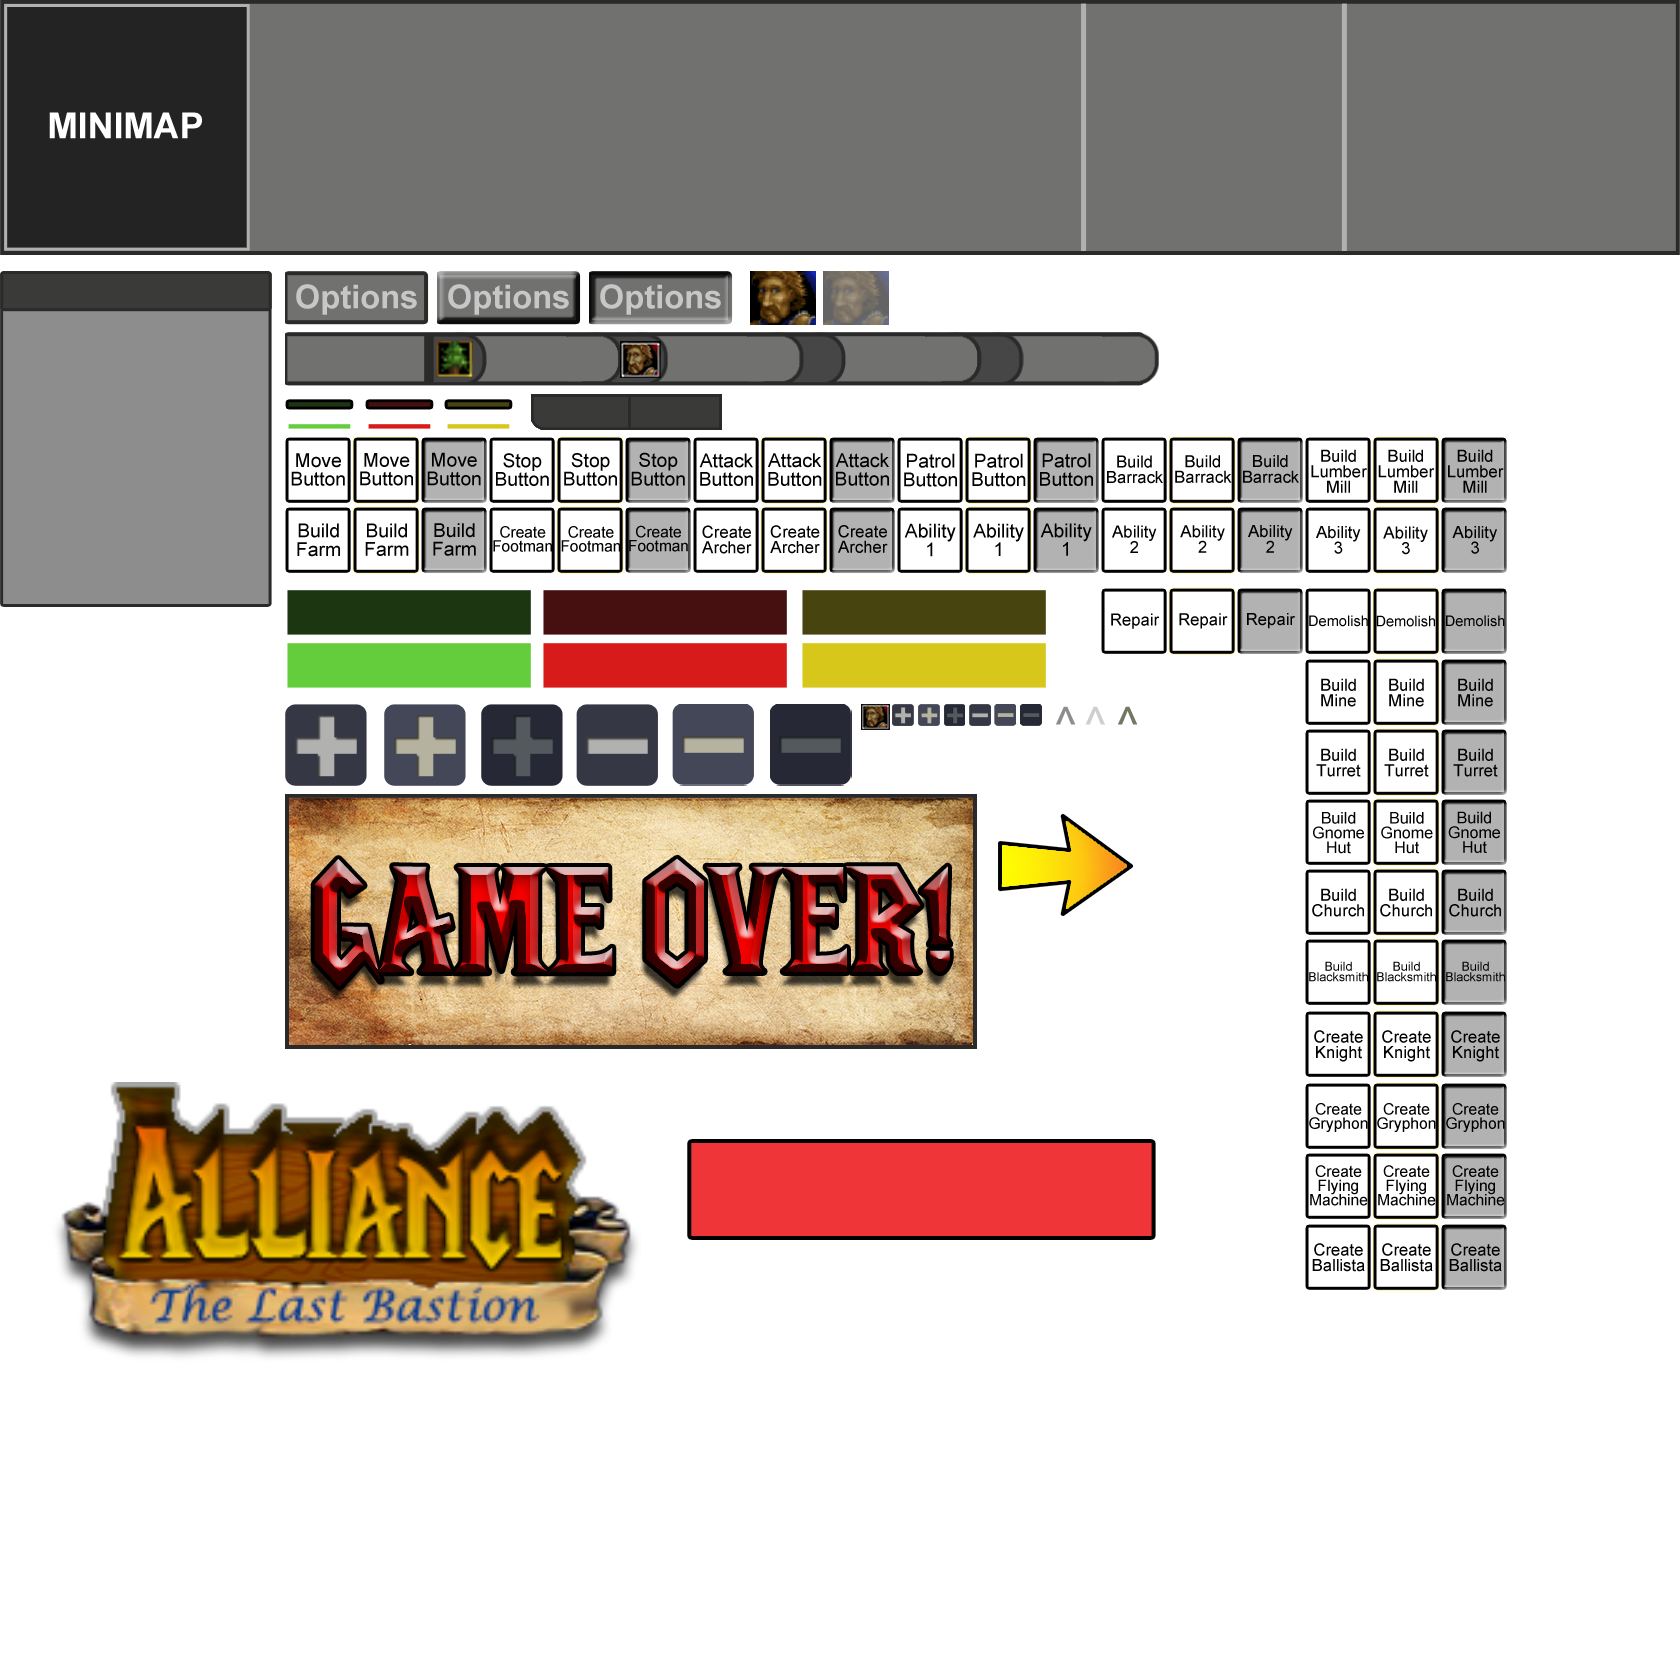 MINIMAP
Options Options Options
Move Button Move Button Move Button Stop Button Stop Button Stop Button Attack Button Attack Button Attack Button Patrol Button Patrol Button Patrol Button Build Barrack Build Barrack Build Barrack Build Lumber Mill Build Lumber Mill Build Lumber Mill
Build Farm Build Farm Build Farm Create Footman Create Footman Create Footman Create Archer Create Archer Create Archer Ability 1 Ability 1 Ability 1 Ability 2 Ability 2 Ability 2 Ability 3 Ability 3 Ability 3
Repair Repair Repair Demolish Demolish Demolish
Build Mine Build Mine Build Mine
Build Turret Build Turret Build Turret
Build Gnome Hut Build Gnome Hut Build Gnome Hut
Build Church Build Church Build Church
Build Blacksmith Build Blacksmith Build Blacksmith
GAME OVER!
Create Knight Create Knight Create Knight
Create Gryphon Create Gryphon Create Gryphon
Create Flying Machine Create Flying Machine Create Flying Machine
Create Ballista Create Ballista Create Ballista
ALLIANCE
The Last Bastion